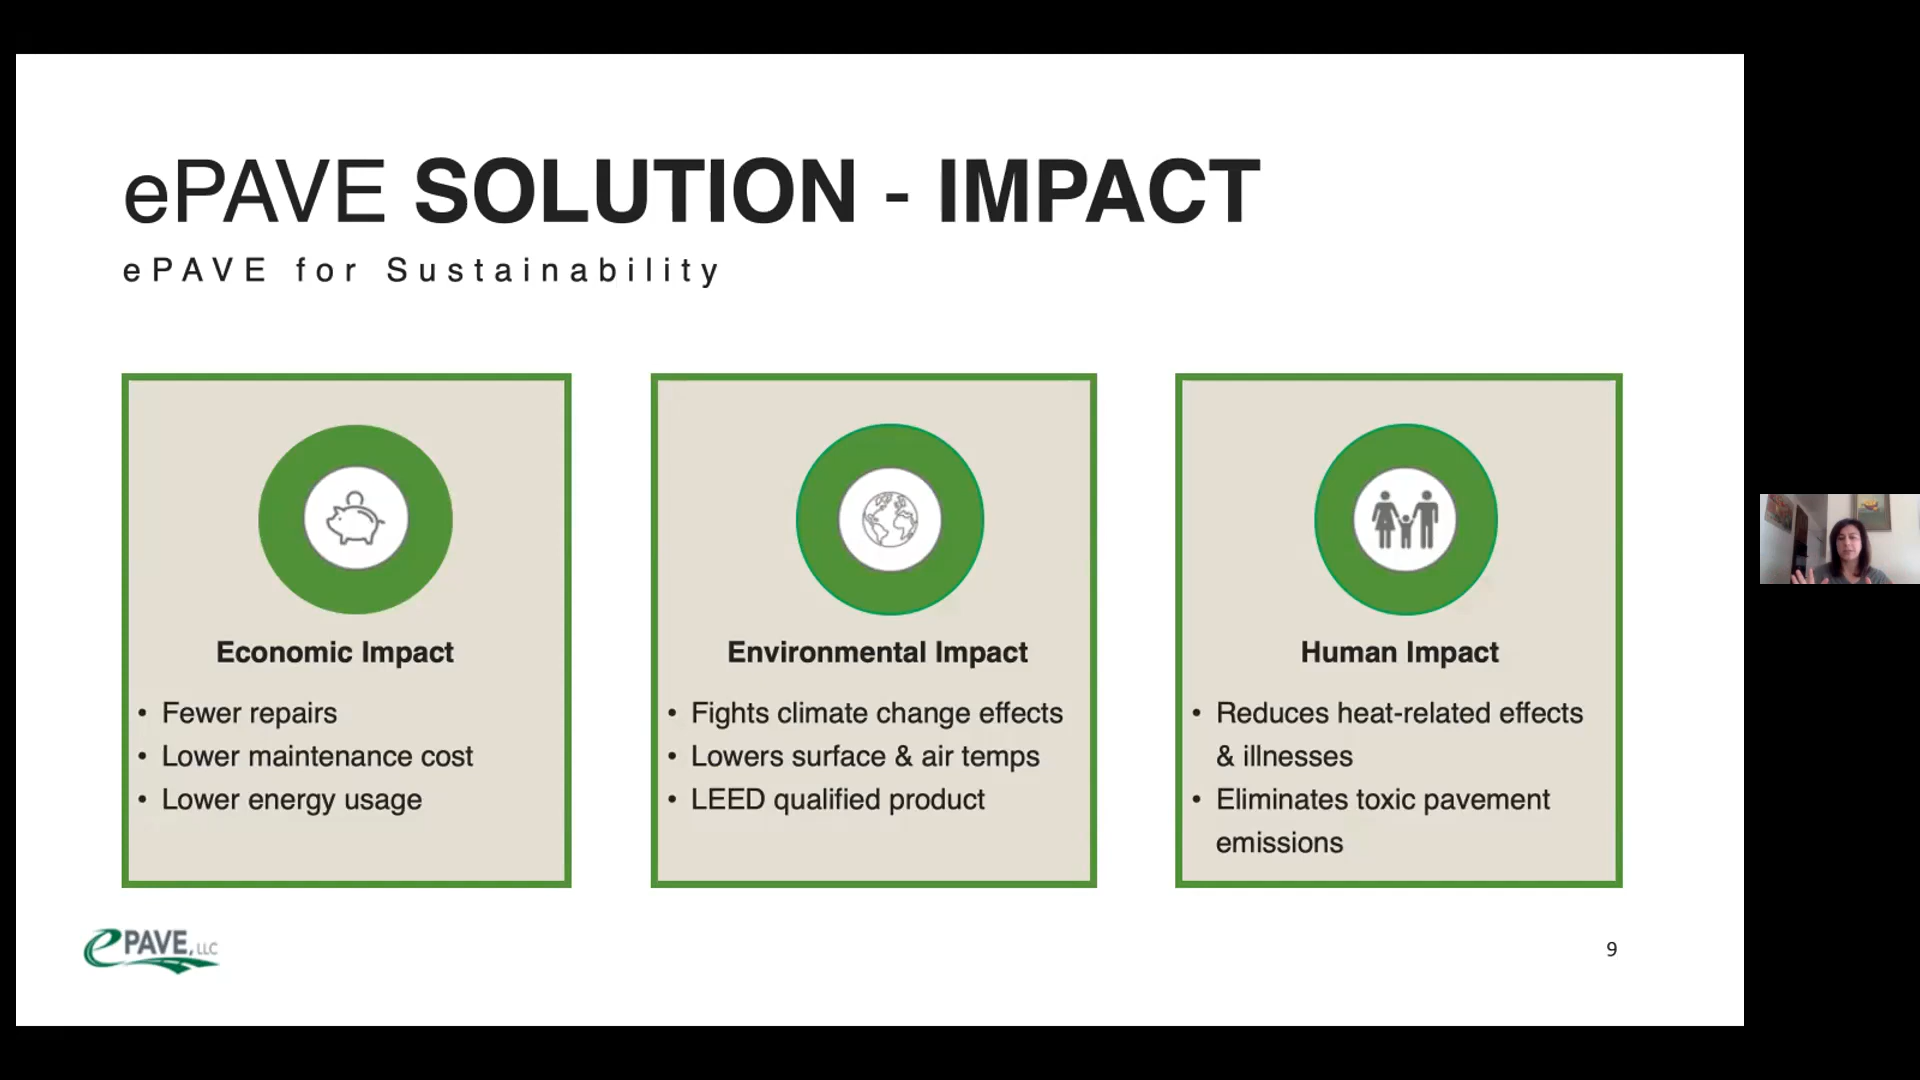 ePAVE SOLUTION - IMPACT
ePAVE for Sustainability
Economic Impact
• Fewer repairs
• Lower maintenance cost
• Lower energy usage
Environmental Impact
• Fights climate change effects
• Lowers surface & air temps
• LEED qualified product
Human Impact
• Reduces heat-related effects
& illnesses
• Eliminates toxic pavement
emissions
ePAVE, LLC
9